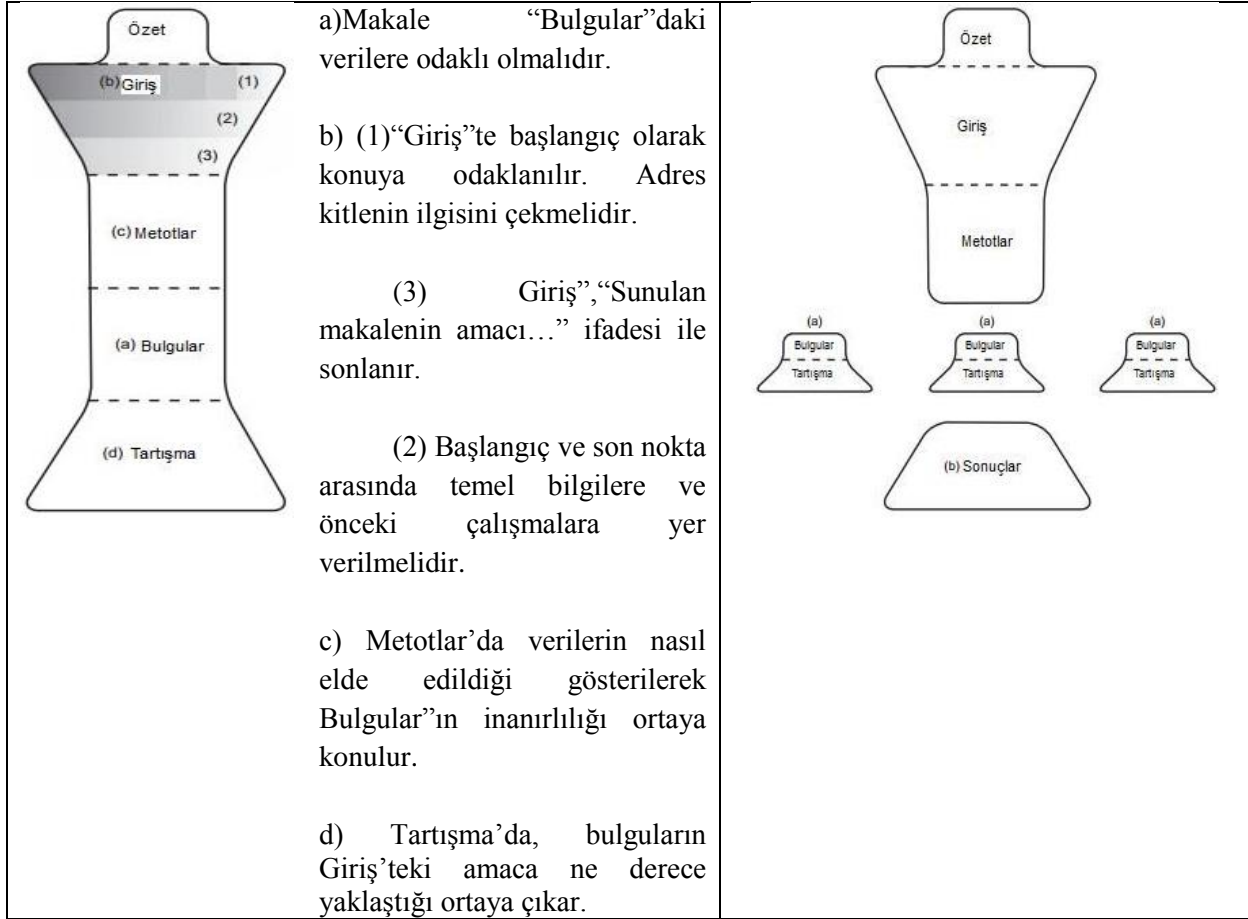 Özet
(b) Giriş (1)
(2)
(3)
(c) Metotlar
(a) Bulgular
(d) Tartışma
a)Makale “Bulgular”daki
verilere odaklı olmalıdır.
b) (1)“Giriş”te başlangıç olarak
konuya odaklanılır. Adres
kitlenin ilgisini çekmelidir.
(3) Giriş”,“Sunulan
makalenin amacı…” ifadesi ile
sonlanır.
(2) Başlangıç ve son nokta
arasında temel bilgilere ve
önceki çalışmalara yer
verilmelidir.
c) Metotlar’da verilerin nasıl
elde edildiği gösterilerek
Bulgular”ın inanırlılığı ortaya
konulur.
d) Tartışma’da, bulguların
Giriş’teki amaca ne derece
yaklaştığı ortaya çıkar.
Özet
Giriş
Metotlar
(a) (a) (a)
Bulgular Bulgular Bulgular
Tartışma Tartışma Tartışma
(b) Sonuçlar